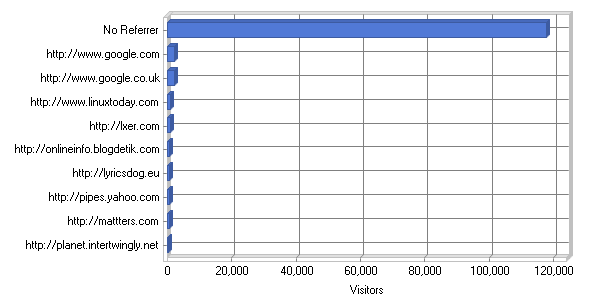 No Referrer
http://www.google.com
http://www.google.co.uk
http://www.linuxtoday.com
http://lxer.com
http://onlineinfo.blogdetik.com
http://lyricsdog.eu
http://pipes.yahoo.com
http://mattters.com
http://planet.intertwingly.net
0 20,000 40,000 60,000 80,000 100,000 120,000
Visitors